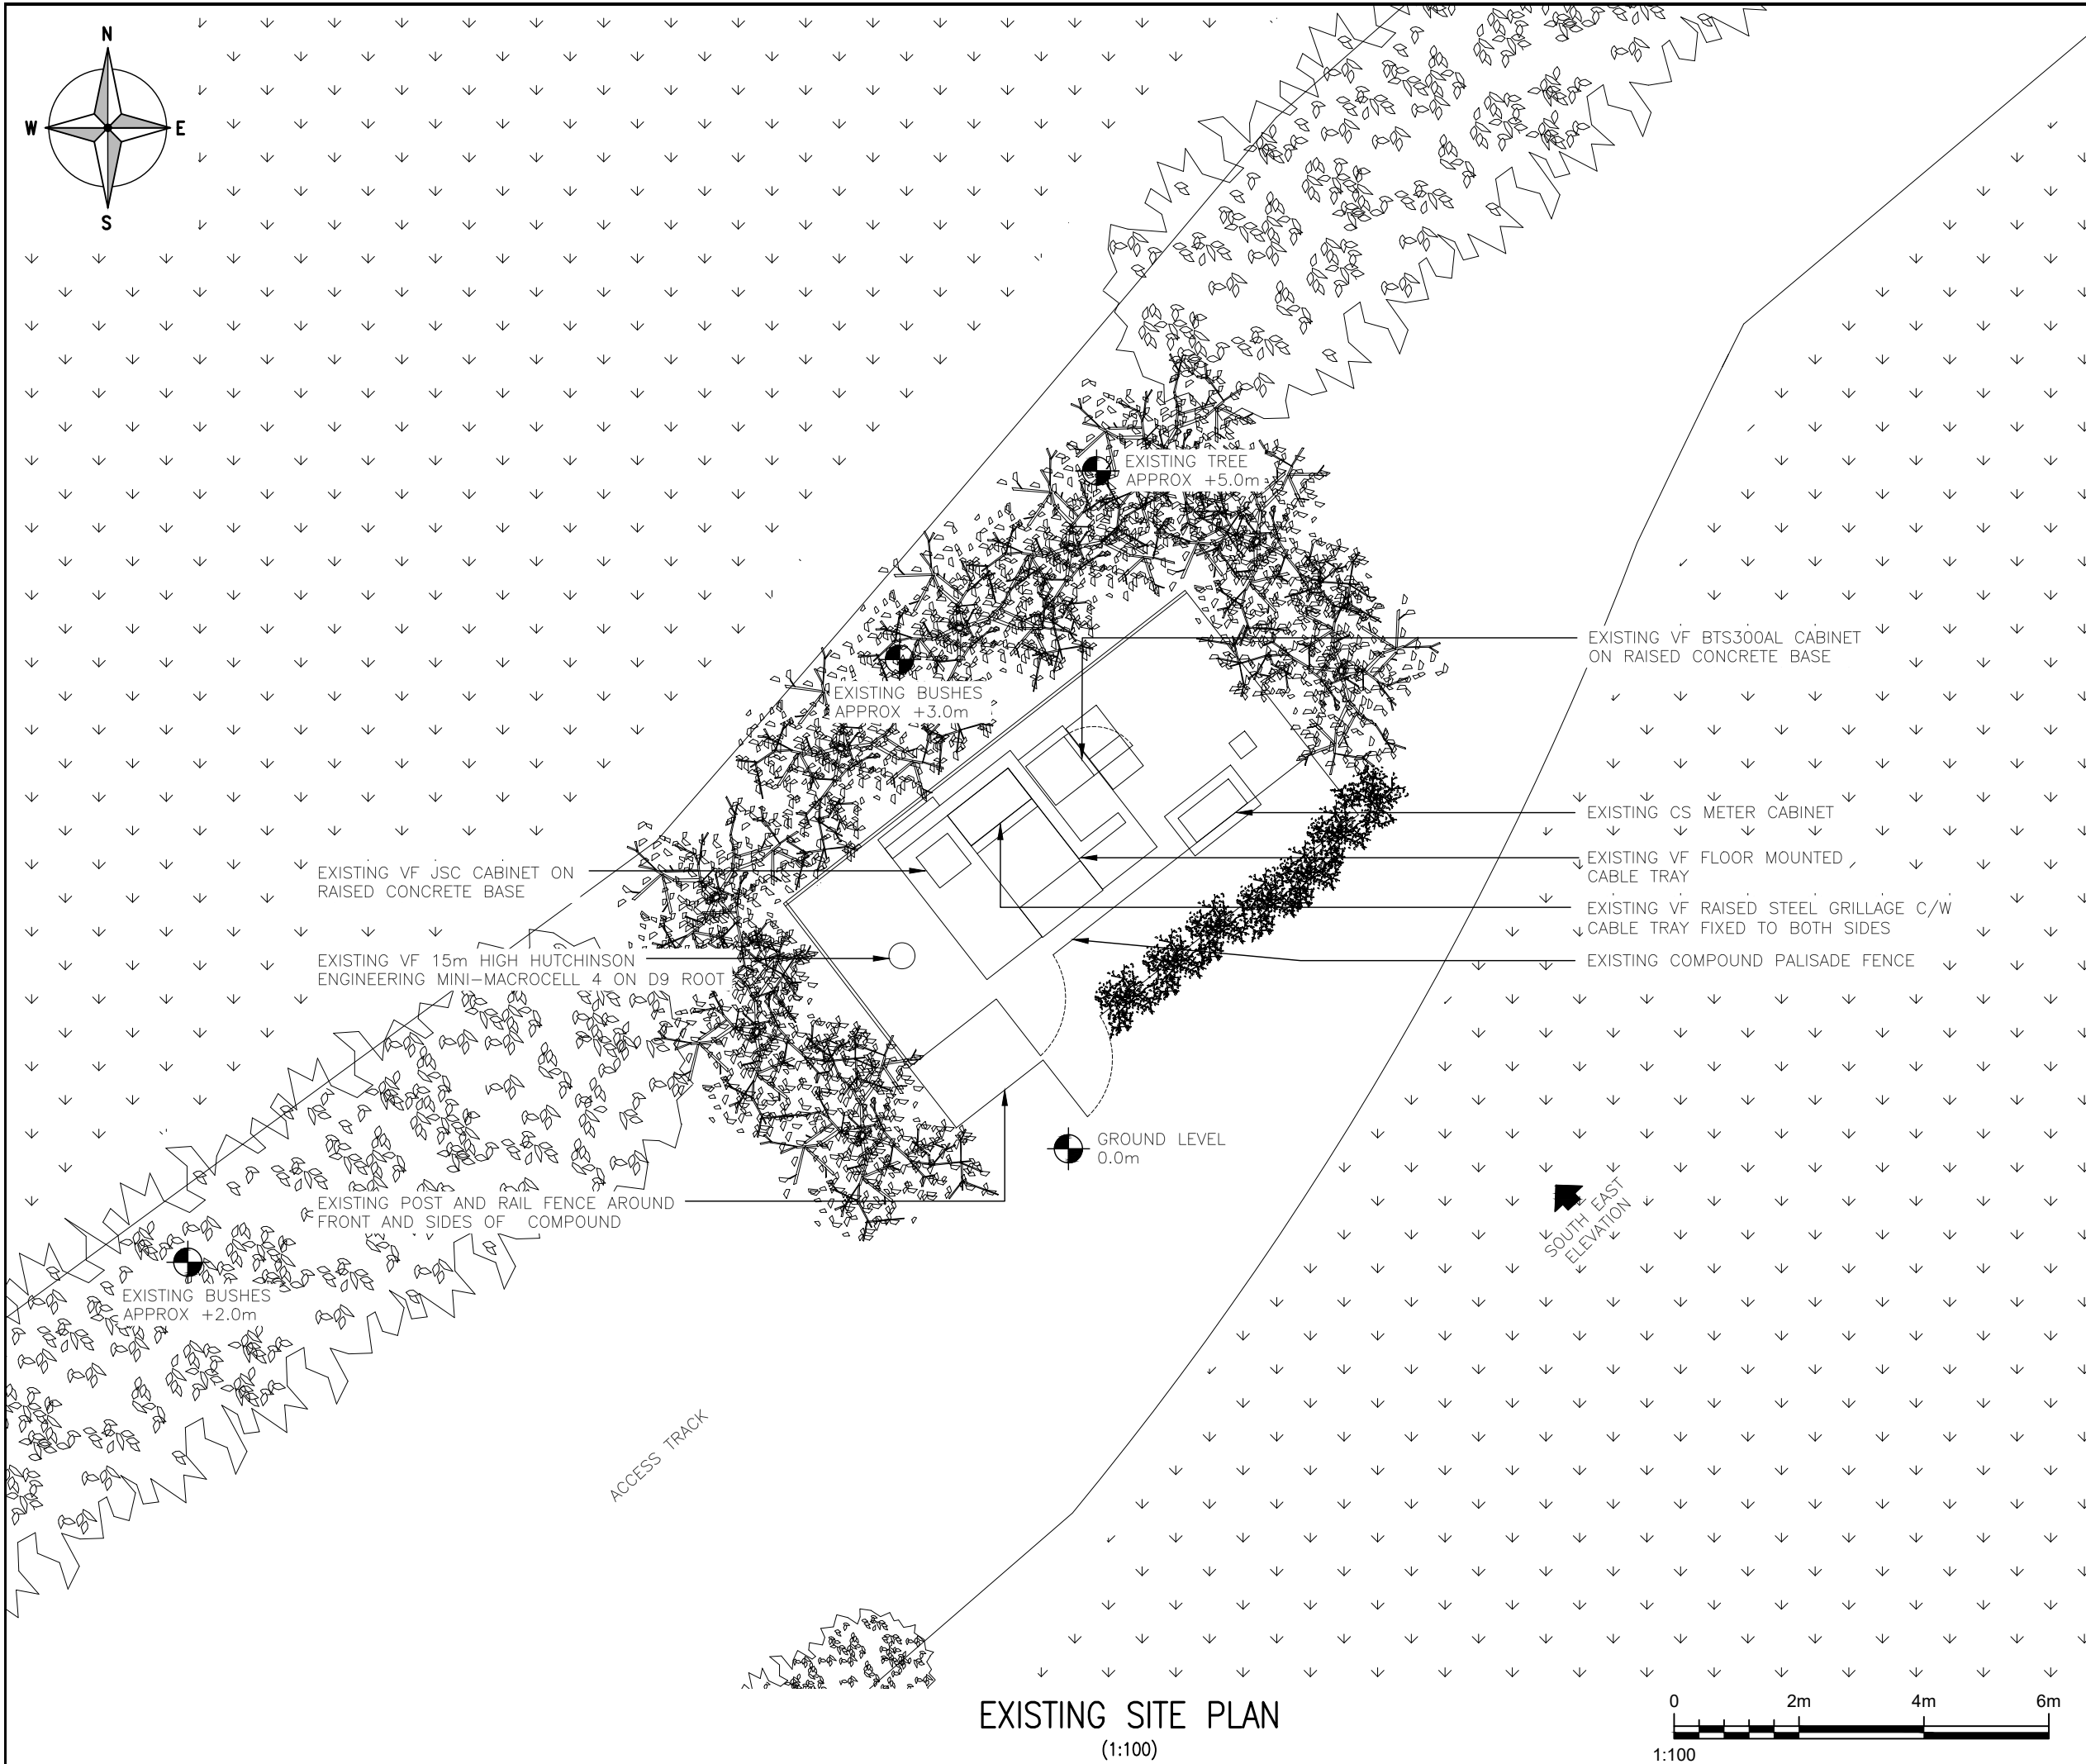 N
W E
S
EXISTING TREE
APPROX +5.0m
EXISTING VF BTS300AL CABINET
ON RAISED CONCRETE BASE
EXISTING BUSHES
APPROX +3.0m
EXISTING CS METER CABINET
EXISTING VF FLOOR MOUNTED
CABLE TRAY
EXISTING VF JSC CABINET ON
RAISED CONCRETE BASE
EXISTING VF RAISED STEEL GRILLAGE C/W
CABLE TRAY FIXED TO BOTH SIDES
EXISTING VF 15m HIGH HUTCHINSON
ENGINEERING MINI-MACROCELL 4 ON D9 ROOT
EXISTING COMPOUND PALISADE FENCE
GROUND LEVEL
0.0m
EXISTING POST AND RAIL FENCE AROUND
FRONT AND SIDES OF COMPOUND
SOUTH EAST
ELEVATION
EXISTING BUSHES
APPROX +2.0m
ACCESS TRACK
EXISTING SITE PLAN
(1:100)
0 2m 4m 6m
1:100